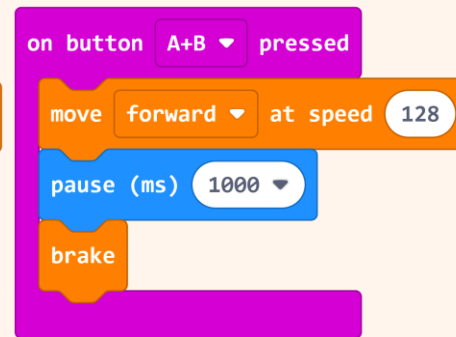 on button A+B pressed
move forward at speed 128
pause (ms) 1000
brake